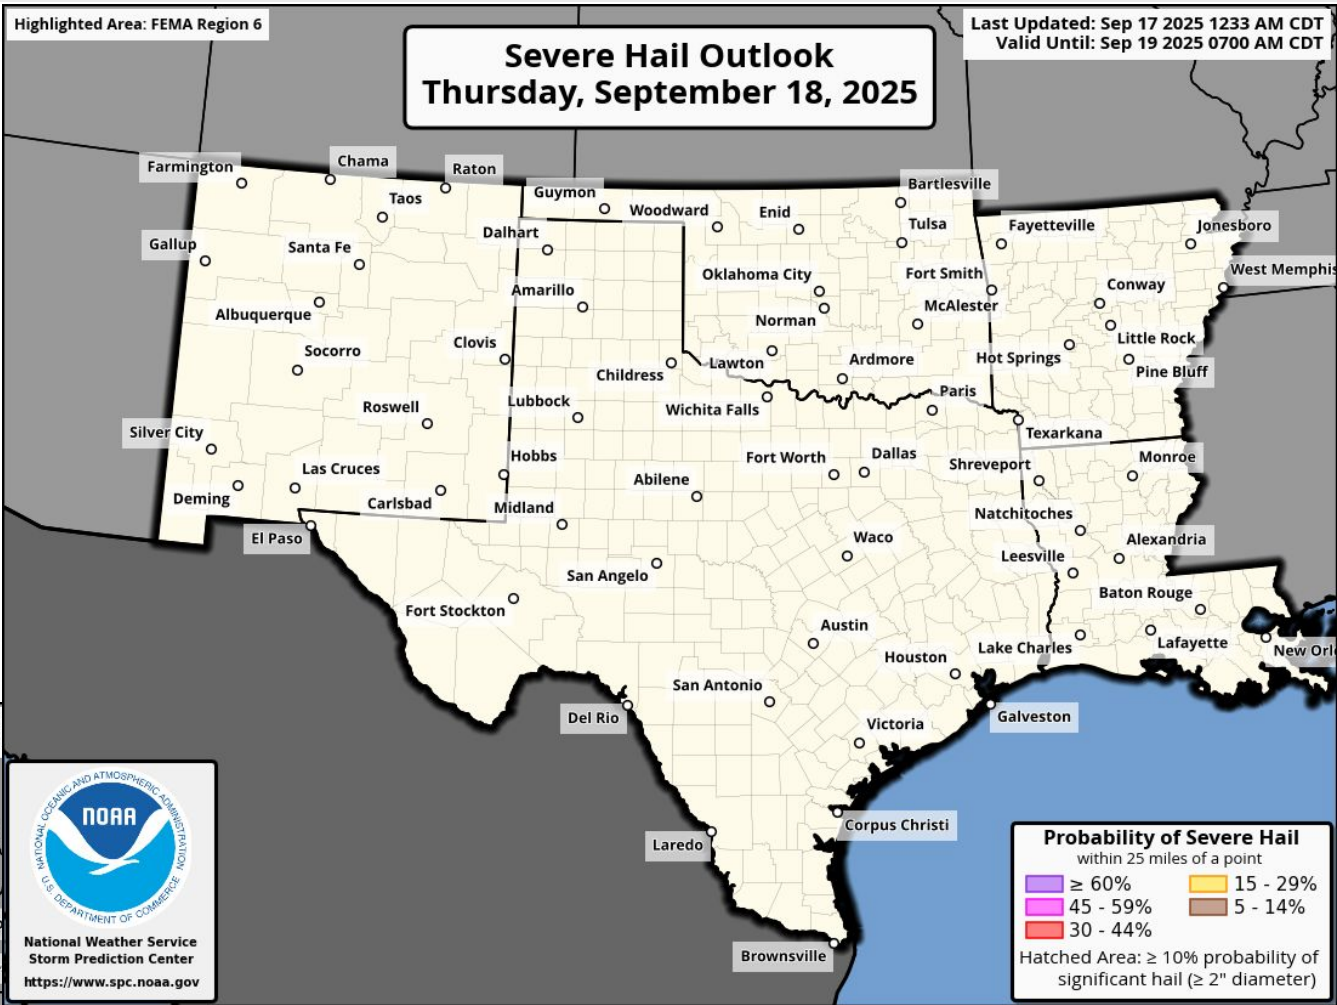 Highlighted Area: FEMA Region 6
Last Updated: Sep 17 2025 1233 AM CDT
Valid Until: Sep 19 2025 0700 AM CDT
Severe Hail Outlook
Thursday, September 18, 2025
Farmington
Chama
Raton
Taos
Guymon
Woodward
Enid
Bartlesville
Tulsa
Fayetteville
Jonesboro
Gallup
Santa Fe
Dalhart
Oklahoma City
Fort Smith
West Memphis
Amarillo
Conway
Albuquerque
Norman
McAlester
Socorro
Clovis
Childress
Lawton
Ardmore
Hot Springs
Little Rock
Pine Bluff
Roswell
Lubbock
Wichita Falls
Paris
Silver City
Texarkana
Las Cruces
Hobbs
Fort Worth
Dallas
Shreveport
Monroe
Deming
Carlsbad
Midland
Abilene
Natchitoches
El Paso
Waco
Alexandria
San Angelo
Leesville
Fort Stockton
Baton Rouge
Austin
Houston
Lake Charles
Lafayette
New Orl
San Antonio
Del Rio
Victoria
Galveston
Laredo
Corpus Christi
Brownsville
NATIONAL OCEANIC AND ATMOSPHERIC ADMINISTRATION
NOAA
U.S. DEPARTMENT OF COMMERCE
National Weather Service
Storm Prediction Center
https://www.spc.noaa.gov
Probability of Severe Hail
within 25 miles of a point
≥ 60%
15 - 29%
45 - 59%
5 - 14%
30 - 44%
Hatched Area: ≥ 10% probability of
significant hail (≥ 2" diameter)